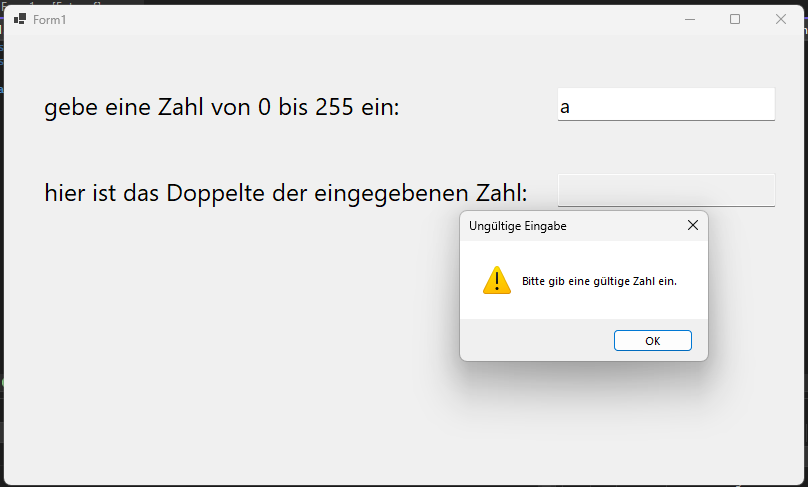 Form1
gebe eine Zahl von 0 bis 255 ein:
a
hier ist das Doppelte der eingegebenen Zahl:
Ungültige Eingabe
Bitte gib eine gültige Zahl ein.
OK